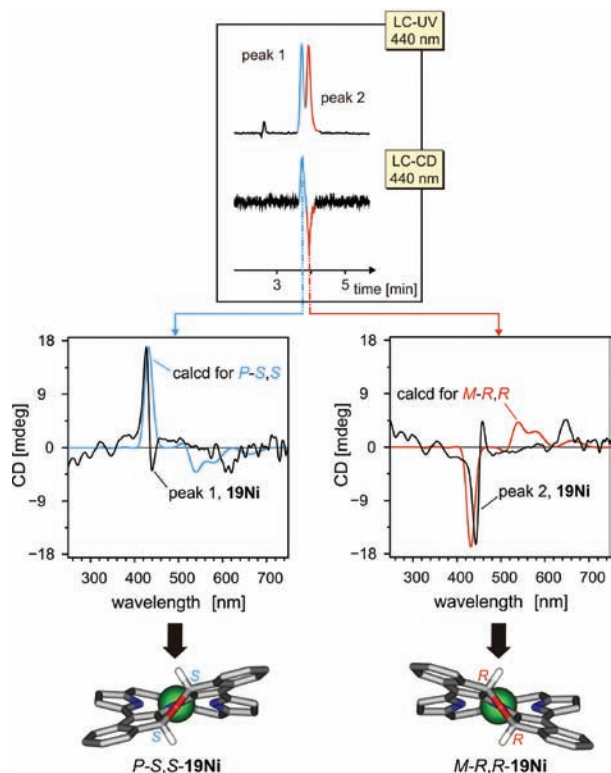 LC-UV
440 nm
peak 1
peak 2
LC-CD
440 nm
3
5
time [min]
18
9
0
−9
−18
CD [mdeg]
calcd for P-S,S
peak 1, 19Ni
300 400 500 600 700
wavelength [nm]
18
9
0
−9
−18
CD [mdeg]
calcd for M-R,R
peak 2, 19Ni
300 400 500 600 700
wavelength [nm]
S
S
P-S,S-19Ni
R
R
M-R,R-19Ni